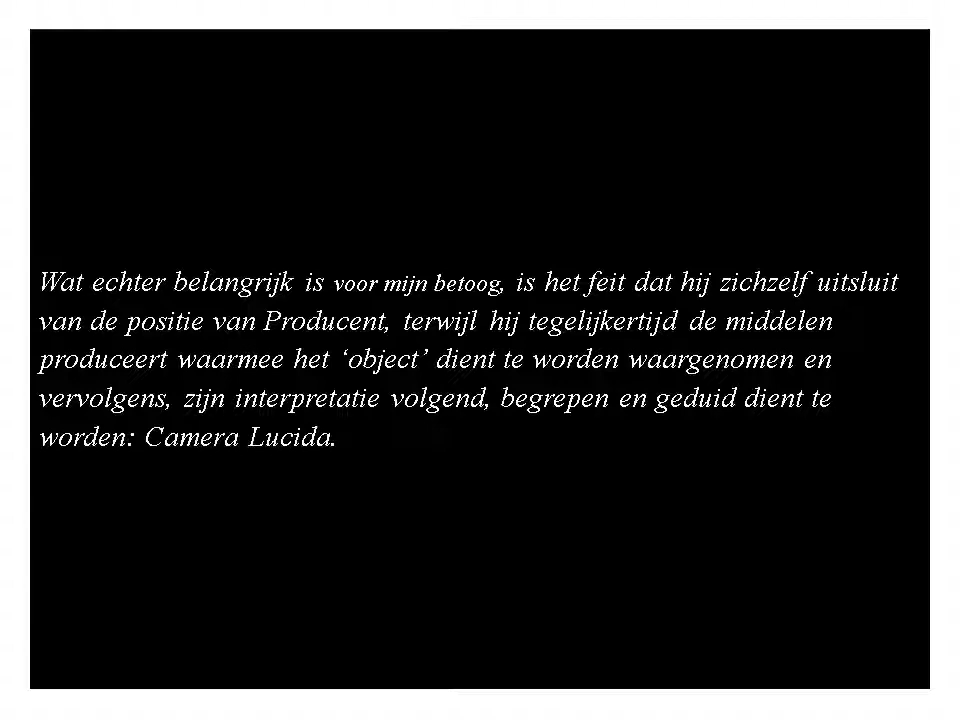 Wat echter belangrijk is voor mijn betoog, is het feit dat hij zichzelf uitsluit
van de positie van Producent, terwijl hij tegelijkertijd de middelen
produceert waarmee het ‘object’ dient te worden waargenomen en
vervolgens, zijn interpretatie volgend, begrepen en geduid dient te
worden: Camera Lucida.